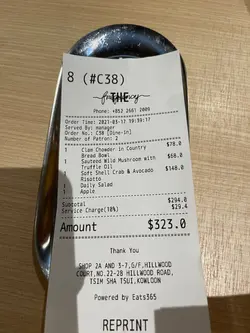 8 (#C38)
THE
Phone: +852 2661 2009
Order Time: 2021-03-17 19:39:17
Served By: manager
Order No.: C38 [Dine-in]
Number of Patron: 2
1 Clam Chowder In Country $78.0
Bread Bowl
1 Sauteed Wild Mushroom with $68.0
Truffle Oil
1 Soft Shell Crab & Avocado $148.0
Risotto
1 Daily Salad
1 Apple
Subtotal $294.0
Service Charge(10%) $29.4
Amount $323.0
Thank You
SHOP 2A AND 3-7,G/F,HILLWOOD
COURT,NO.22-28 HILLWOOD ROAD,
TSIM SHA TSUI,KOWLOON
Powered by Eats365
REPRINT